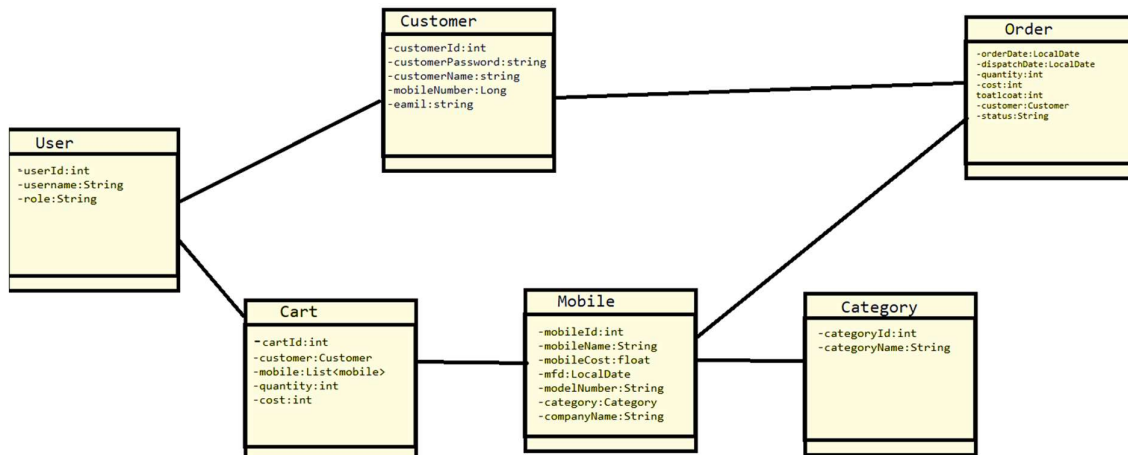 Customer
-customerId:int
-customerPassword:string
-customerName:string
-mobileNumber:Long
-eamil:string
Order
-orderDate:LocalDate
-dispatchDate:LocalDate
-quantity:int
-cost:int
toatlcoat:int
-customer:Customer
-status:String
User
-userId:int
-username:String
-role:String
Cart
-cartId:int
-customer:Customer
-mobile:List<mobile>
-quantity:int
-cost:int
Mobile
-mobileId:int
-mobileName:String
-mobileCost:float
-mfd:LocalDate
-modelNumber:String
-category:Category
-companyName:String
Category
-categoryId:int
-categoryName:String